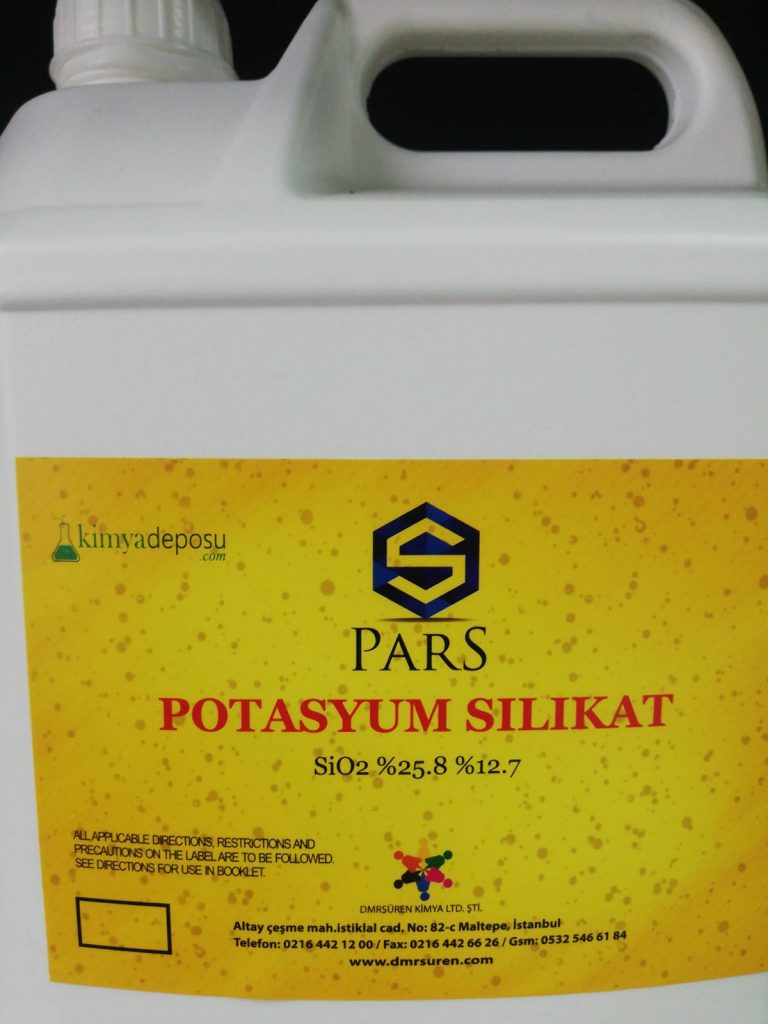 kimyadeposu
.com
PARS
POTASYUM SILIKAT
SiO2 %25.8 %12.7
ALL APPLICABLE DIRECTIONS, RESTRICTIONS AND
PRECAUTIONS ON THE LABEL ARE TO BE FOLLOWED.
SEE DIRECTIONS FOR USE IN BOOKLET.
DMRSÜREN KİMYA LTD. ŞTİ.
Altay çeşme mah.istiklal cad. No: 82-c Maltepe, İstanbul
Telefon: 0216 442 12 00 / Fax: 0216 442 66 26 / Gsm: 0532 546 61 84
www.dmrsuren.com